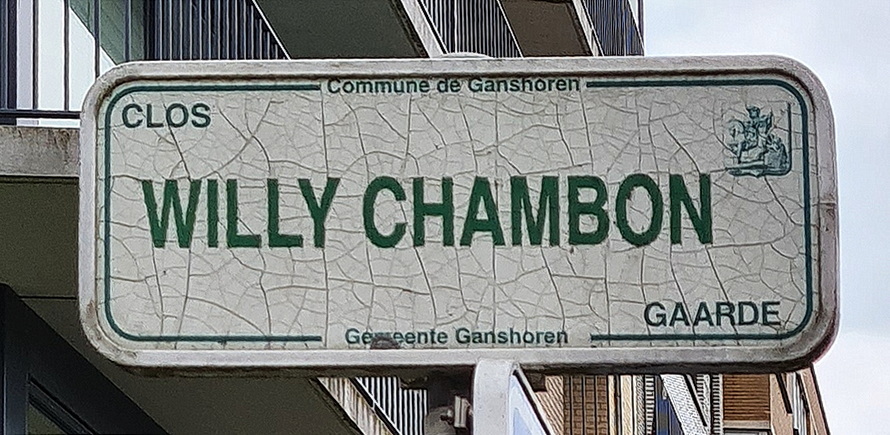 Commune de Ganshoren
CLOS
WILLY CHAMBON
GAARDE
Gemeente Ganshoren